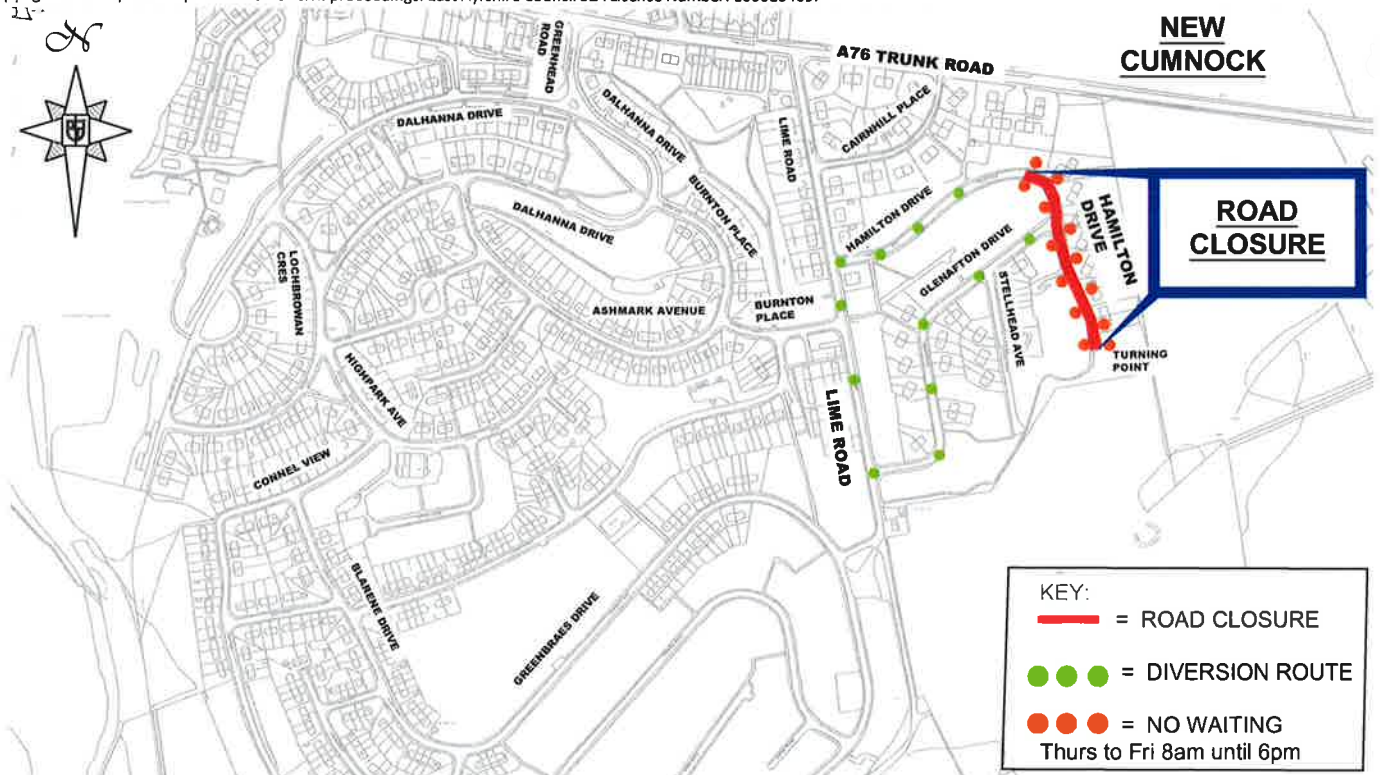 N
NEW
CUMNOCK
A76 TRUNK ROAD
GREENHEAD
ROAD
DALHANNA DRIVE
DALHANNA DRIVE
LIME ROAD
CAIRNHILL PLACE
BURNTON PLACE
DALHANNA DRIVE
HAMILTON DRIVE
HAMILTON
DRIVE
ROAD
CLOSURE
GLENAFTON DRIVE
LOCHBROWAN
CRES
STELLHEAD AVE
ASHMARK AVENUE
BURNTON
PLACE
HIGHPARK AVE
TURNING
POINT
LIME ROAD
CONNEL VIEW
BLARENE DRIVE
GREENBRAES DRIVE
KEY:
= ROAD CLOSURE
= DIVERSION ROUTE
= NO WAITING
Thurs to Fri 8am until 6pm